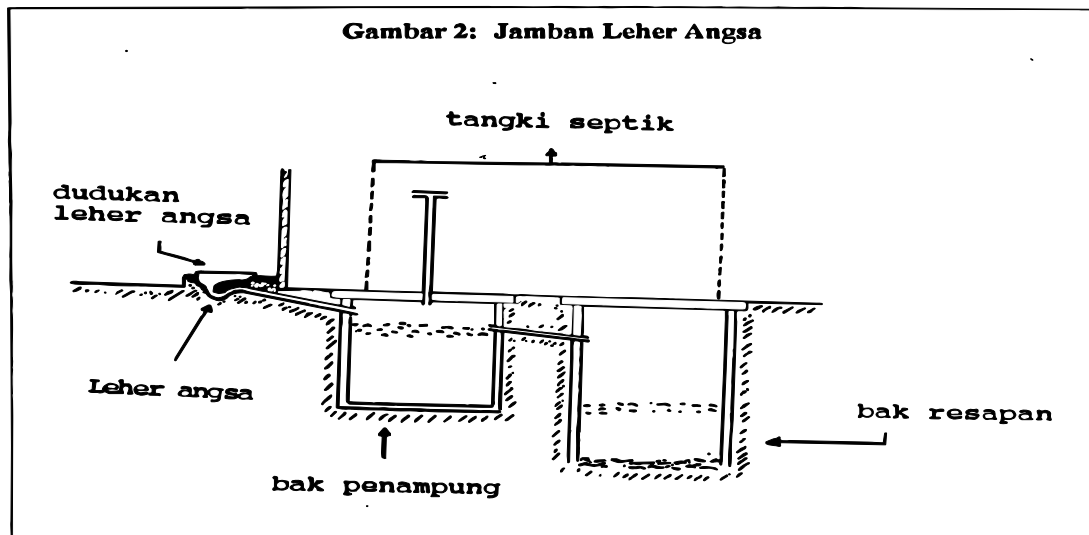 Gambar 2: Jamban Leher Angsa
tangki septik
dudukan
leher angsa
Leher angsa
bak resapan
bak penampung